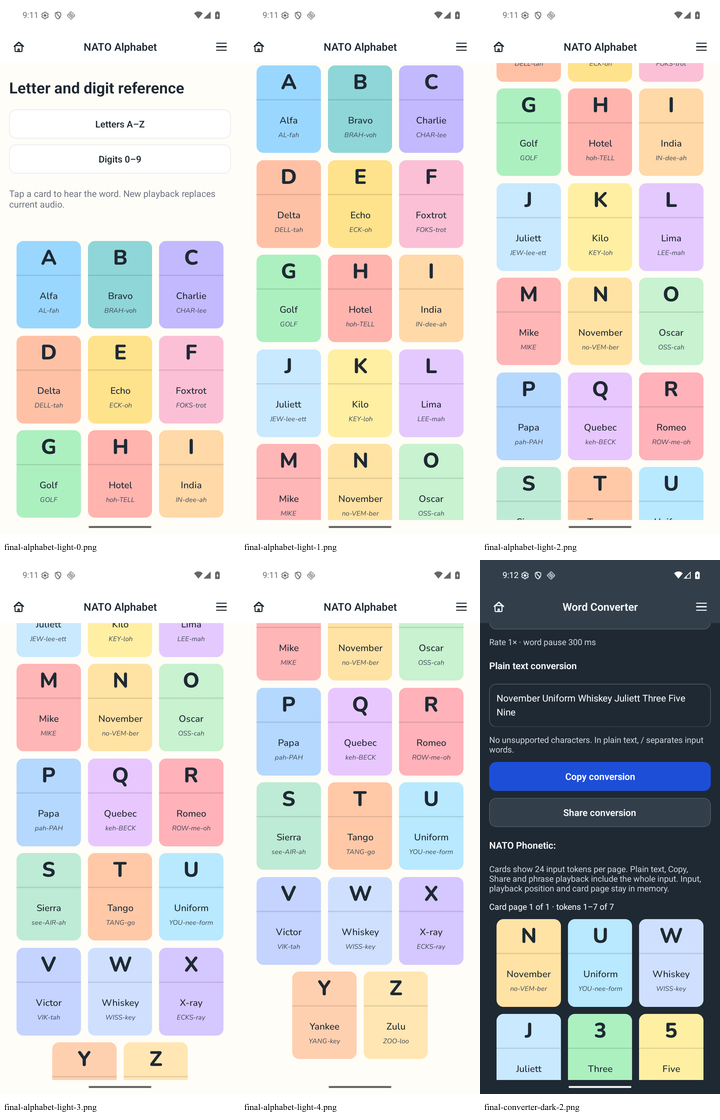 9:11
NATO Alphabet
Letter and digit reference
Letters A–Z
Digits 0–9
Tap a card to hear the word. New playback replaces
current audio.
A B C
Alfa Bravo Charlie
AL-fah BRAH-voh CHAR-lee
D E F
Delta Echo Foxtrot
DELL-tah ECK-oh FOKS-trot
G H I
Golf Hotel India
GOLF hoh-TELL IN-dee-ah
final-alphabet-light-0.png
9:11
NATO Alphabet
A B C
Alfa Bravo Charlie
AL-fah BRAH-voh CHAR-lee
D E F
Delta Echo Foxtrot
DELL-tah ECK-oh FOKS-trot
G H I
Golf Hotel India
GOLF hoh-TELL IN-dee-ah
J K L
Juliett Kilo Lima
JEW-lee-ett KEY-loh LEE-mah
M N O
Mike November Oscar
MIKE no-VEM-ber OSS-cah
final-alphabet-light-1.png
9:11
NATO Alphabet
DELL-tah ECK-oh FOKS-trot
G H I
Golf Hotel India
GOLF hoh-TELL IN-dee-ah
J K L
Juliett Kilo Lima
JEW-lee-ett KEY-loh LEE-mah
M N O
Mike November Oscar
MIKE no-VEM-ber OSS-cah
P Q R
Papa Quebec Romeo
pah-PAH keh-BECK ROW-me-oh
S T U
final-alphabet-light-2.png
9:11
NATO Alphabet
Juliett Kilo Lima
JEW-lee-ett KEY-loh LEE-mah
M N O
Mike November Oscar
MIKE no-VEM-ber OSS-cah
P Q R
Papa Quebec Romeo
pah-PAH keh-BECK ROW-me-oh
S T U
Sierra Tango Uniform
see-AIR-ah TANG-go YOU-nee-form
V W X
Victor Whiskey X-ray
VIK-tah WISS-key ECKS-ray
Y Z
final-alphabet-light-3.png
9:11
NATO Alphabet
Mike November Oscar
MIKE no-VEM-ber OSS-cah
P Q R
Papa Quebec Romeo
pah-PAH keh-BECK ROW-me-oh
S T U
Sierra Tango Uniform
see-AIR-ah TANG-go YOU-nee-form
V W X
Victor Whiskey X-ray
VIK-tah WISS-key ECKS-ray
Y Z
Yankee Zulu
YANG-key ZOO-loo
final-alphabet-light-4.png
9:12
Word Converter
Rate 1× · word pause 300 ms
Plain text conversion
November Uniform Whiskey Juliett Three Five
Nine
No unsupported characters. In plain text, / separates input
words.
Copy conversion
Share conversion
NATO Phonetic:
Cards show 24 input tokens per page. Plain text, Copy,
Share and phrase playback include the whole input. Input,
playback position and card page stay in memory.
Card page 1 of 1 · tokens 1–7 of 7
N U W
November Uniform Whiskey
no-VEM-ber YOU-nee-form WISS-key
J 3 5
Juliett Three Five
final-converter-dark-2.png